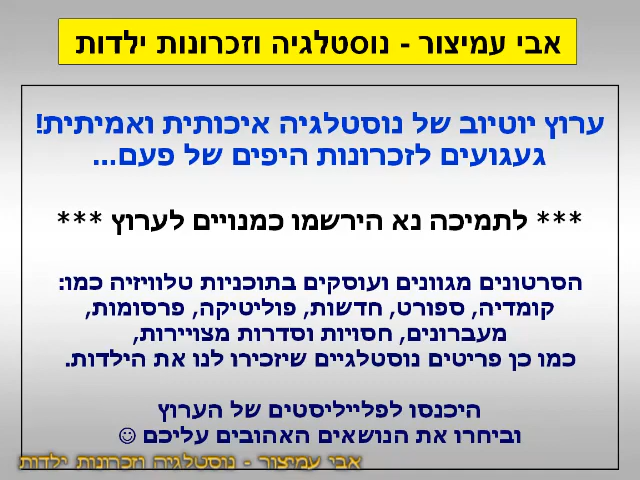 אבי עמיצור - נוסטלגיה וזכרונות ילדות
ערוץ יוטיוב של נוסטלגיה איכותית ואמיתית!
געגועים לזכרונות היפים של פעם...
*** לתמיכה נא הירשמו כמנויים לערוץ ***
הסרטונים מגוונים ועוסקים בתוכניות טלוויזיה כמו:
קומדיה, ספורט, חדשות, פוליטיקה, פרסומות,
מעברונים, חסויות וסדרות מצויירות,
כמו כן פריטים נוסטלגיים שיזכירו לנו את הילדות.
היכנסו לפלייליסטים של הערוץ
וביחרו את הנושאים האהובים עליכם ☺
אבי עמיצור - נוסטלגיה וזכרונות ילדות